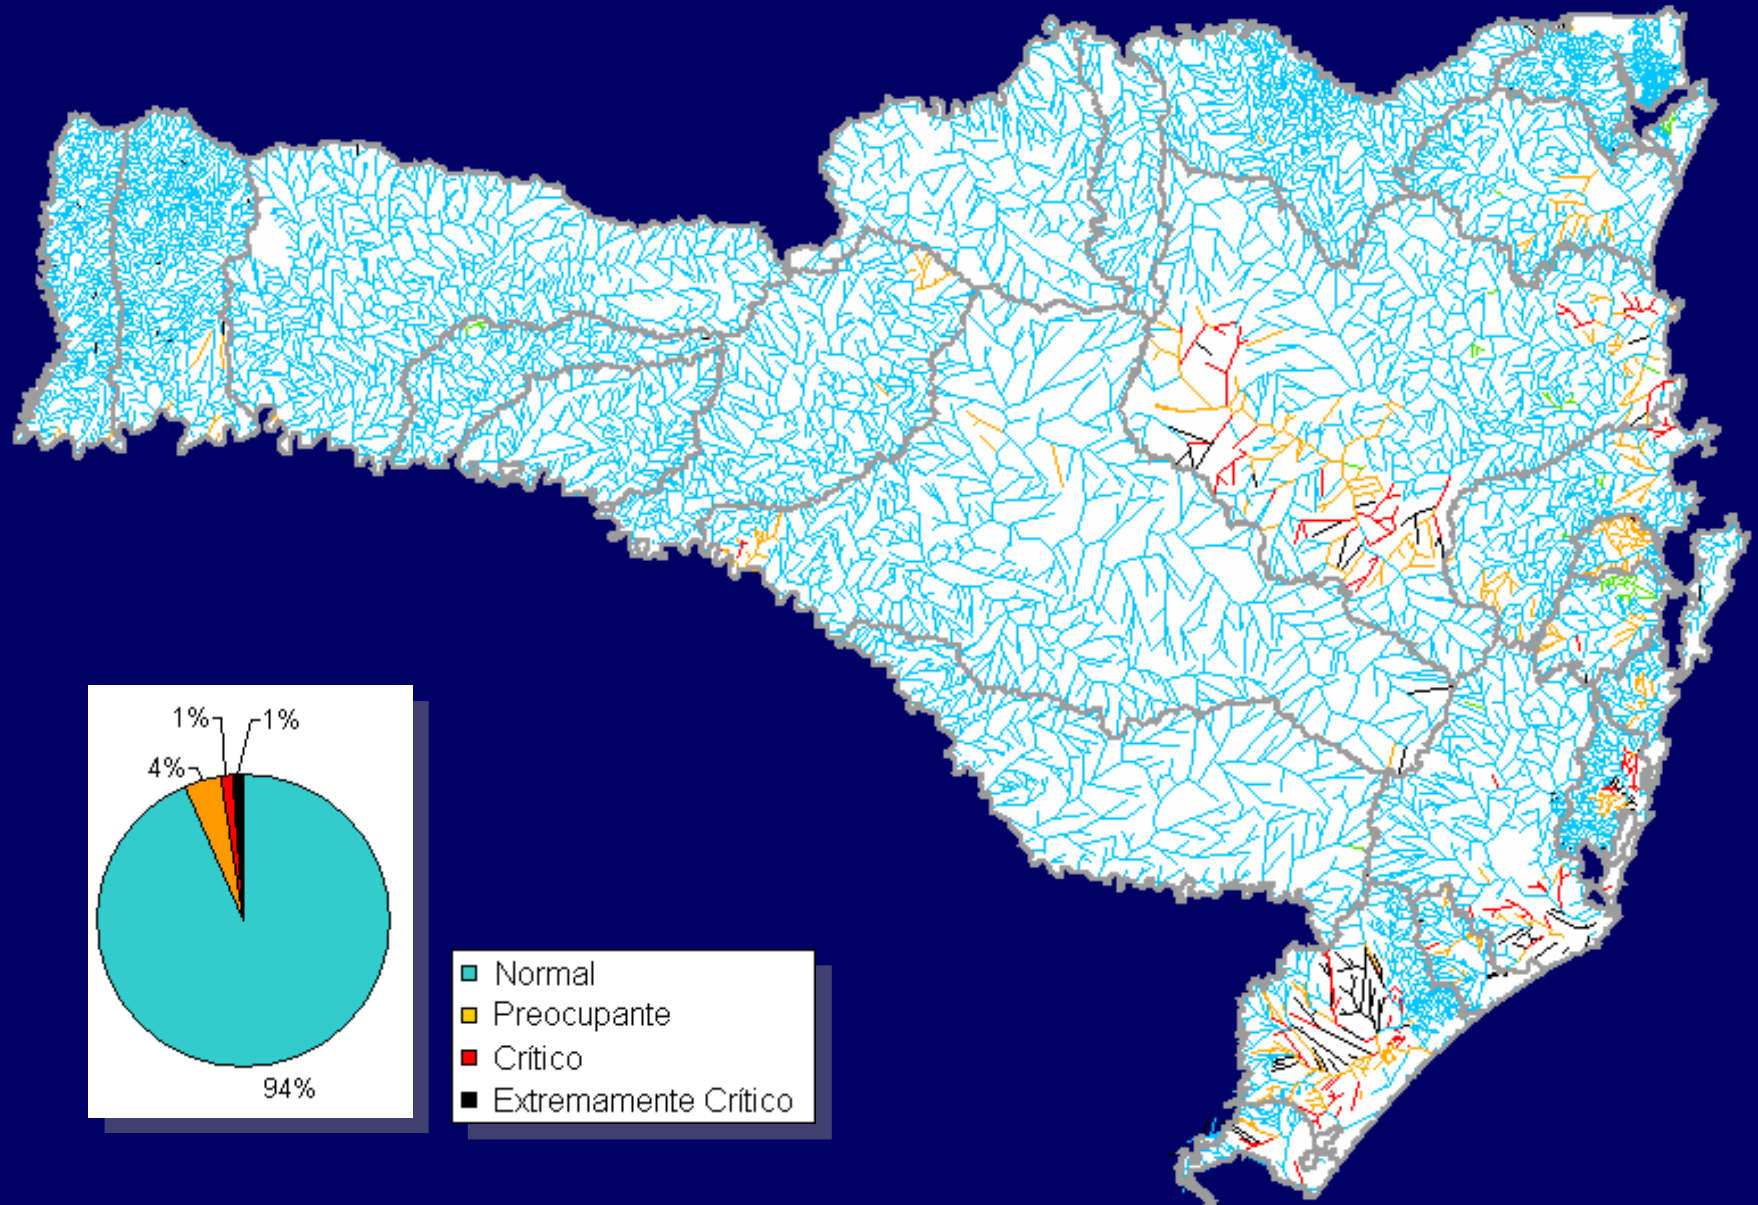 1% 1%
4%
94%
Normal
Preocupante
Crítico
Extremamente Crítico